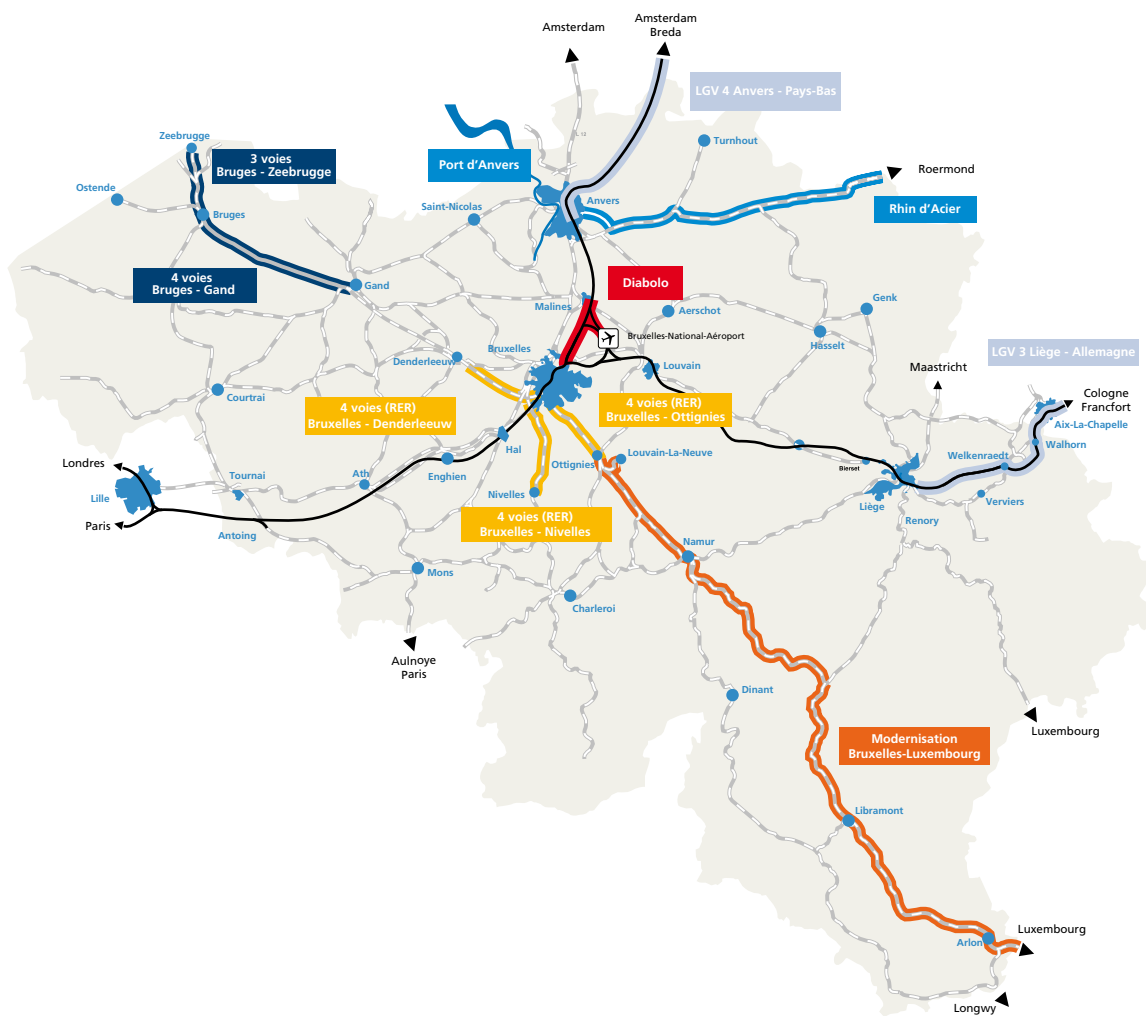 Amsterdam
Amsterdam
Breda
LGV 4 Anvers - Pays-Bas
L 12
Zeebrugge
Turnhout
3 voies
Bruges - Zeebrugge
Port d'Anvers
Roermond
Ostende
Anvers
Saint-Nicolas
Rhin d'Acier
Bruges
4 voies
Bruges - Gand
Gand
Diabolo
Malines
Aerschot
Genk
Bruxelles-National-Aéroport
Hasselt
Bruxelles
Denderleeuw
LGV 3 Liège - Allemagne
Louvain
Maastricht
Courtrai
4 voies (RER)
Bruxelles - Denderleeuw
4 voies (RER)
Bruxelles - Ottignies
Cologne
Francfort
Aix-La-Chapelle
Hal
Walhorn
Louvain-La-Neuve
Welkenraedt
Londres
Ottignies
Bierset
Tournai
Ath
Enghien
Lille
Nivelles
Verviers
Liège
Paris
4 voies (RER)
Bruxelles - Nivelles
Renory
Antoing
Namur
Mons
Charleroi
Aulnoye
Paris
Dinant
Luxembourg
Modernisation
Bruxelles-Luxembourg
Libramont
Luxembourg
Arlon
Longwy